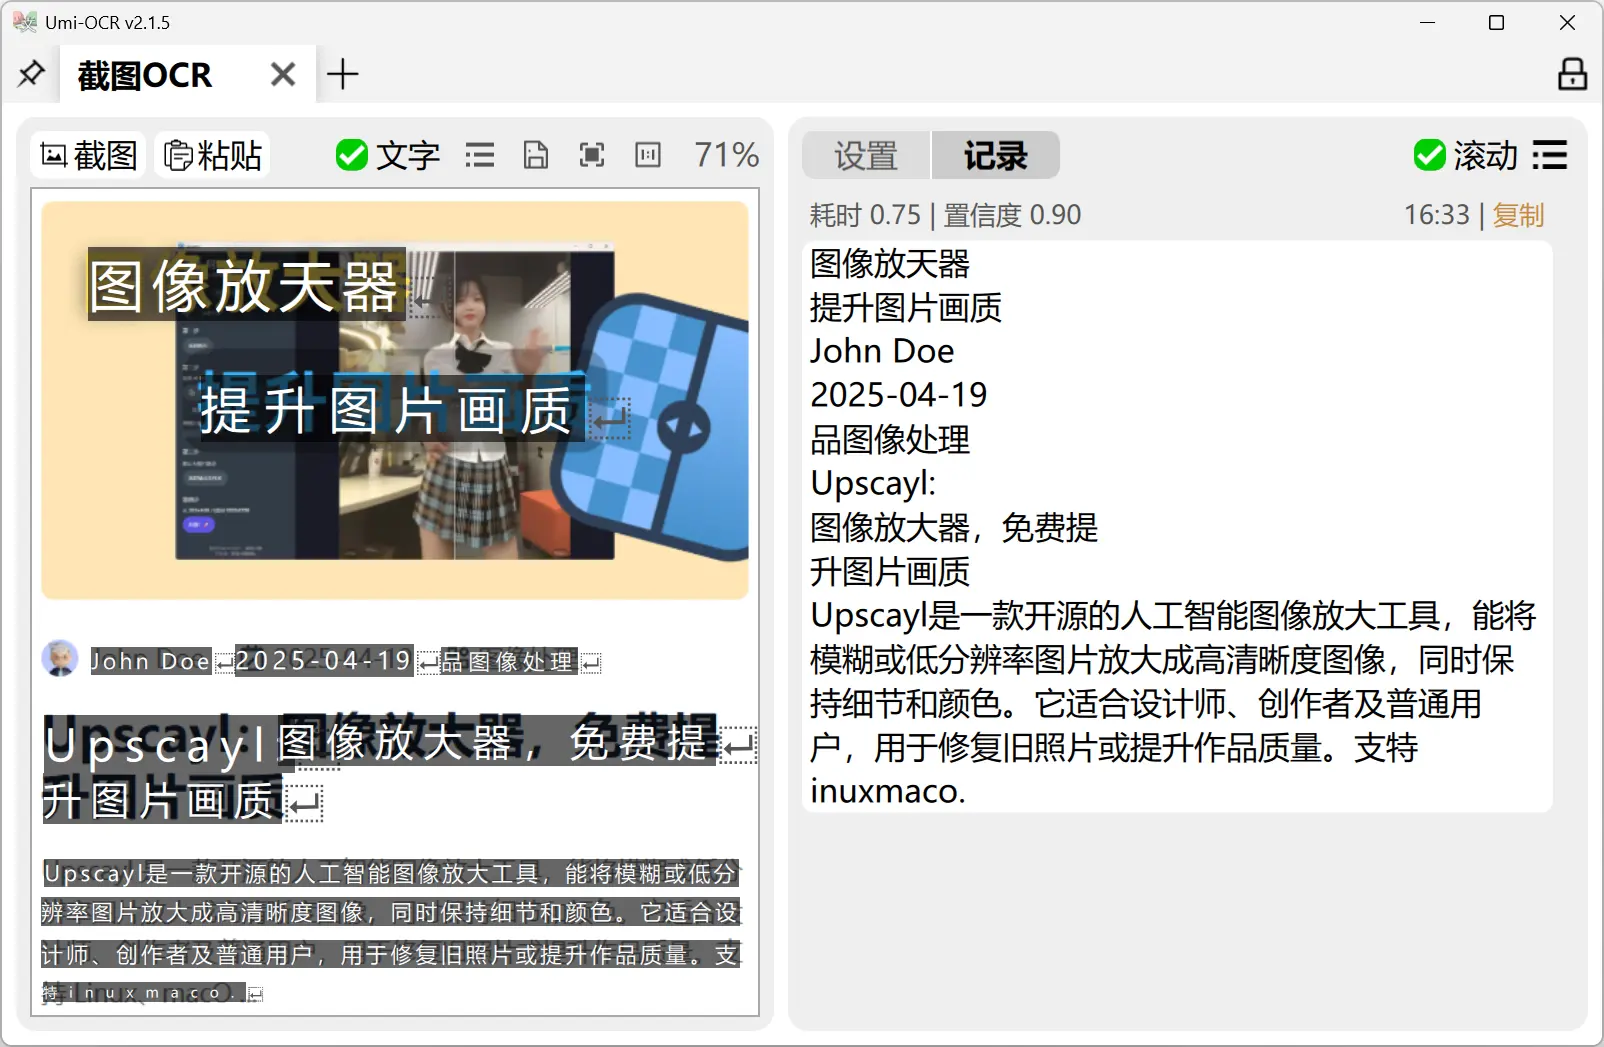 Umi-OCR v2.1.5
截图OCR
截图
粘贴
文字
71%
图像放天器
提升图片画质
John Doe
2025-04-19
品图像处理
Upscayl:
图像放大器，免费提
升图片画质
Upscayl是一款开源的人工智能图像放大工具，能将模糊或低分
辨率图片放大成高清晰度图像，同时保持细节和颜色。它适合设
计师、创作者及普通用户，用于修复旧照片或提升作品质量。支
特inuxmaco.
设置
记录
滚动
耗时 0.75 | 置信度 0.90
16:33 | 复制
图像放天器
提升图片画质
John Doe
2025-04-19
品图像处理
Upscayl:
图像放大器，免费提
升图片画质
Upscayl是一款开源的人工智能图像放大工具，能将
模糊或低分辨率图片放大成高清晰度图像，同时保
持细节和颜色。它适合设计师、创作者及普通用
户，用于修复旧照片或提升作品质量。支特
inuxmaco.